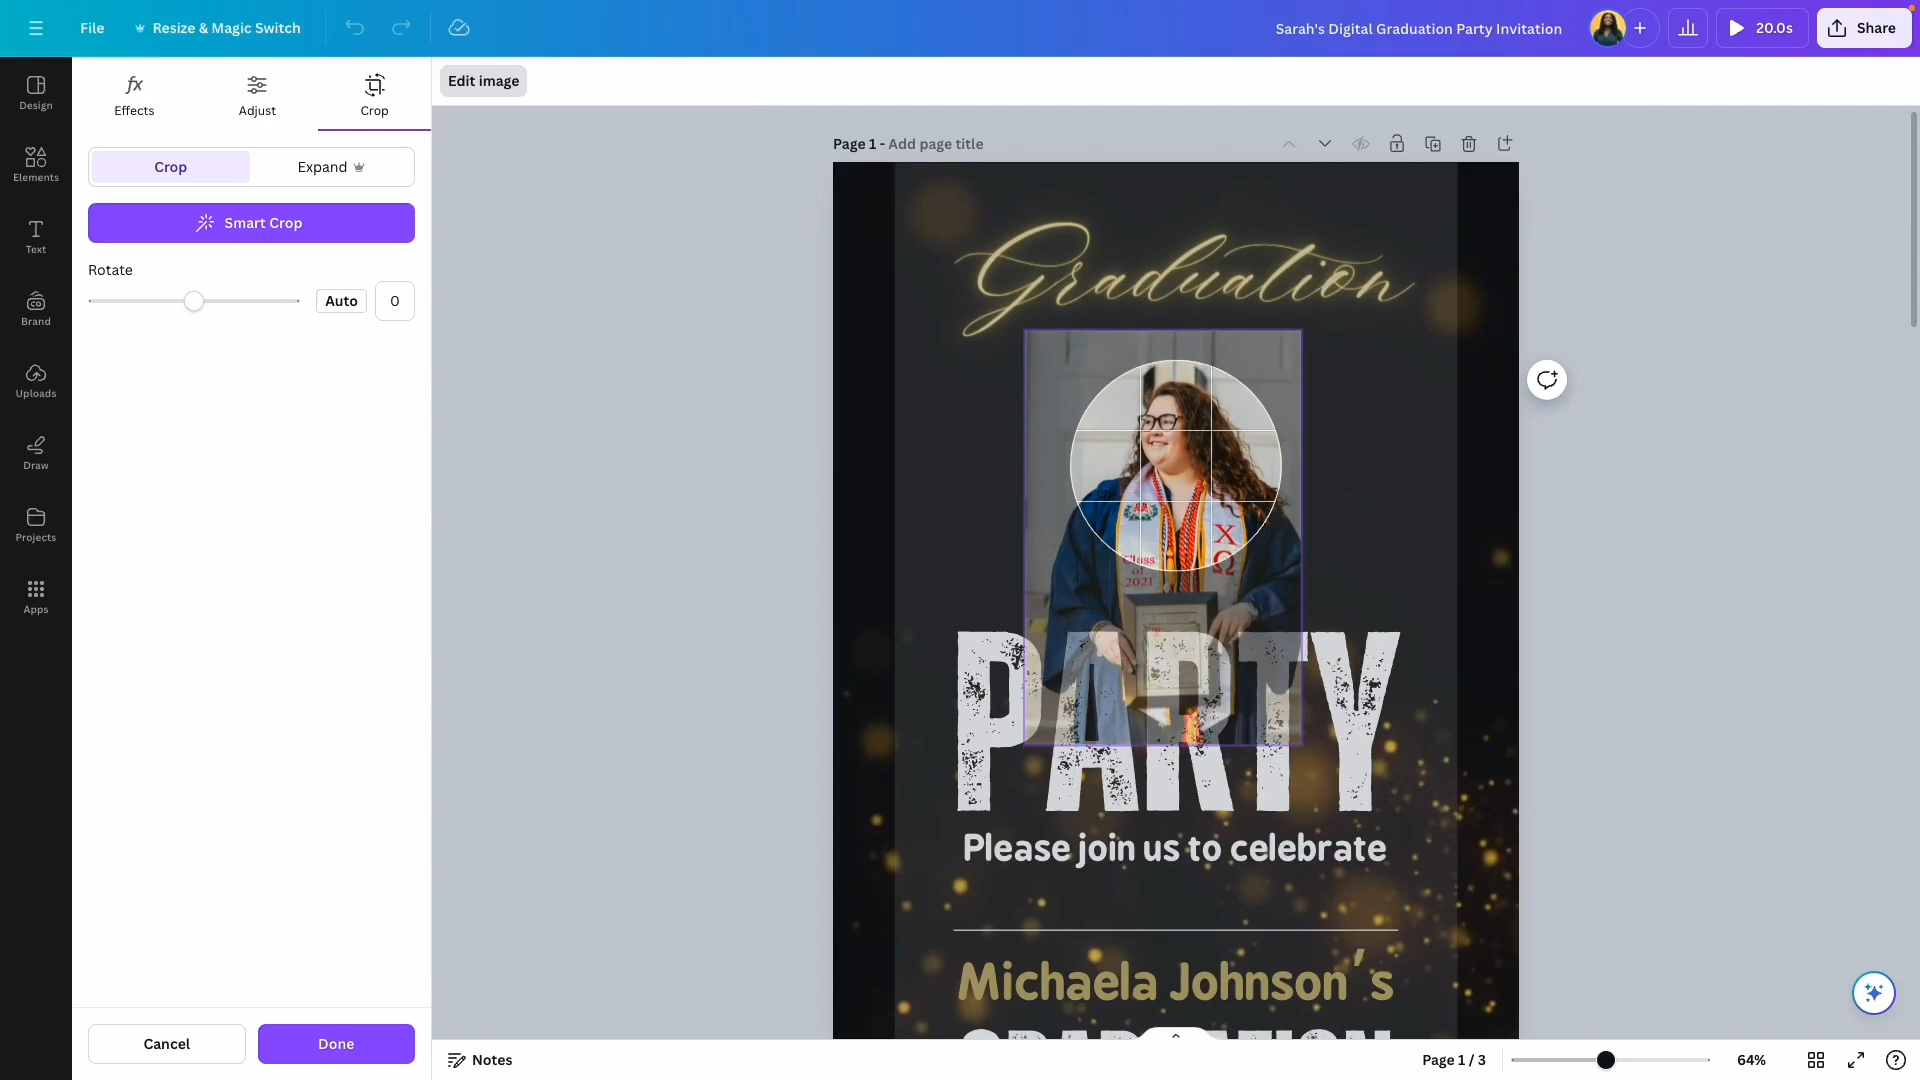 File
Resize & Magic Switch
Sarah's Digital Graduation Party Invitation
20.0s
Share
Design
Elements
Text
Brand
Uploads
Draw
Projects
Apps
Effects
Adjust
Crop
Crop
Expand
Smart Crop
Rotate
Auto
0
Cancel
Done
Edit image
Page 1 - Add page title
Graduation
Class
of
2021
Χ
Ω
PARTY
Please join us to celebrate
Michaela Johnson's
GRADUATION
Notes
Page 1 / 3
64%